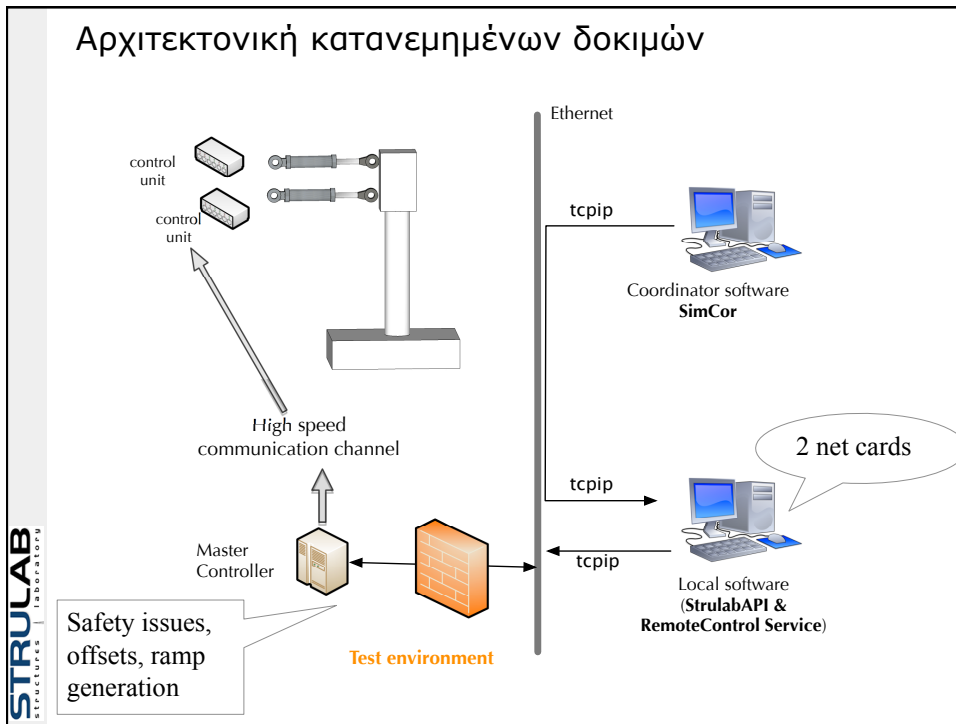 Αρχιτεκτονική κατανεμημένων δοκιμών
Ethernet
control
unit
control
unit
tcpip
Coordinator software
SimCor
High speed
communication channel
2 net cards
tcpip
tcpip
Master
Controller
Local software
(StrulabAPI &
RemoteControl Service)
Safety issues,
offsets, ramp
generation
Test environment
STRULAB
structures | laboratory